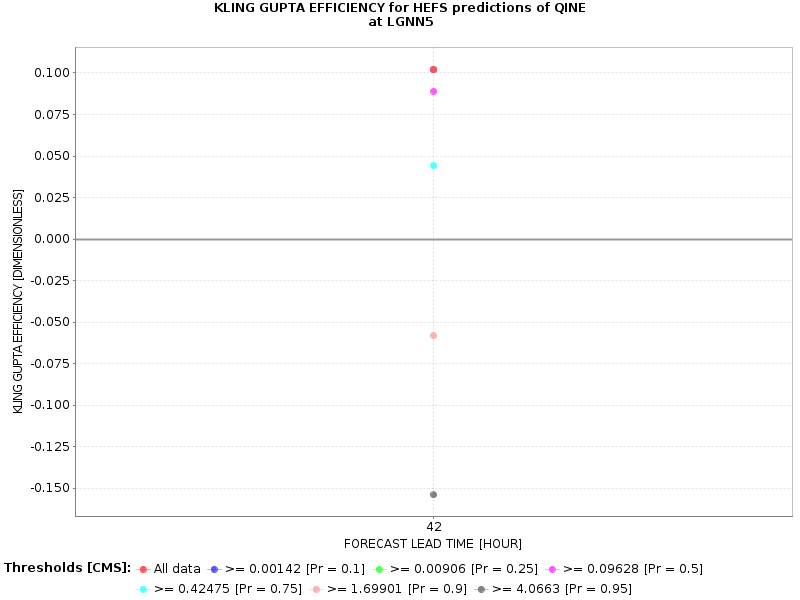 KLING GUPTA EFFICIENCY for HEFS predictions of QINE
at LGNN5
0.100
0.075
0.050
0.025
0.000
-0.025
-0.050
-0.075
-0.100
-0.125
-0.150
KLING GUPTA EFFICIENCY [DIMENSIONLESS]
42
FORECAST LEAD TIME [HOUR]
Thresholds [CMS]: All data >= 0.00142 [Pr = 0.1] >= 0.00906 [Pr = 0.25] >= 0.09628 [Pr = 0.5]
>= 0.42475 [Pr = 0.75] >= 1.69901 [Pr = 0.9] >= 4.0663 [Pr = 0.95]